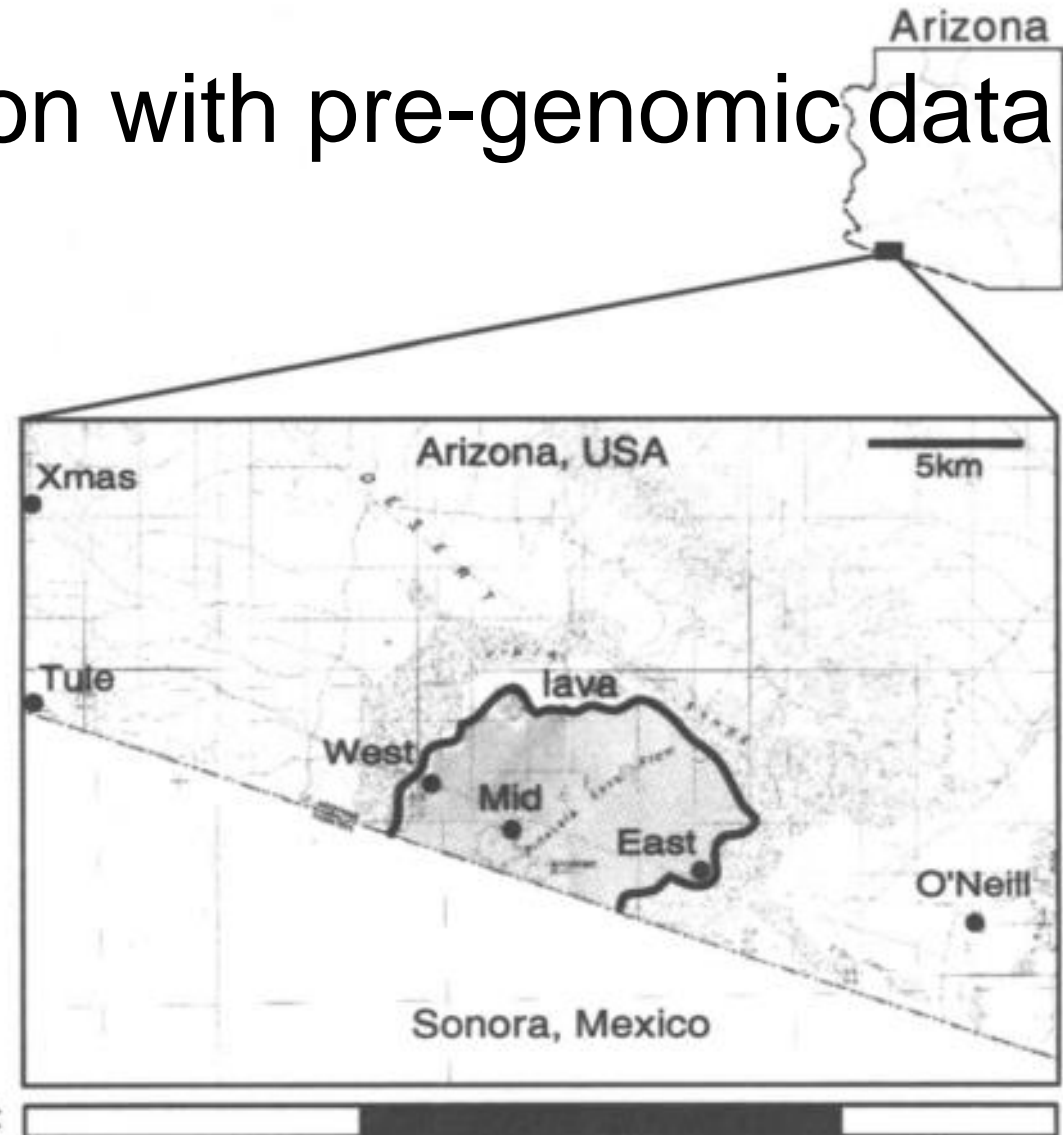 Arizona
on with pre-genomic data
Arizona, USA
5km
Xmas
Tule
lava
West
Mid
East
O'Neill
Sonora, Mexico